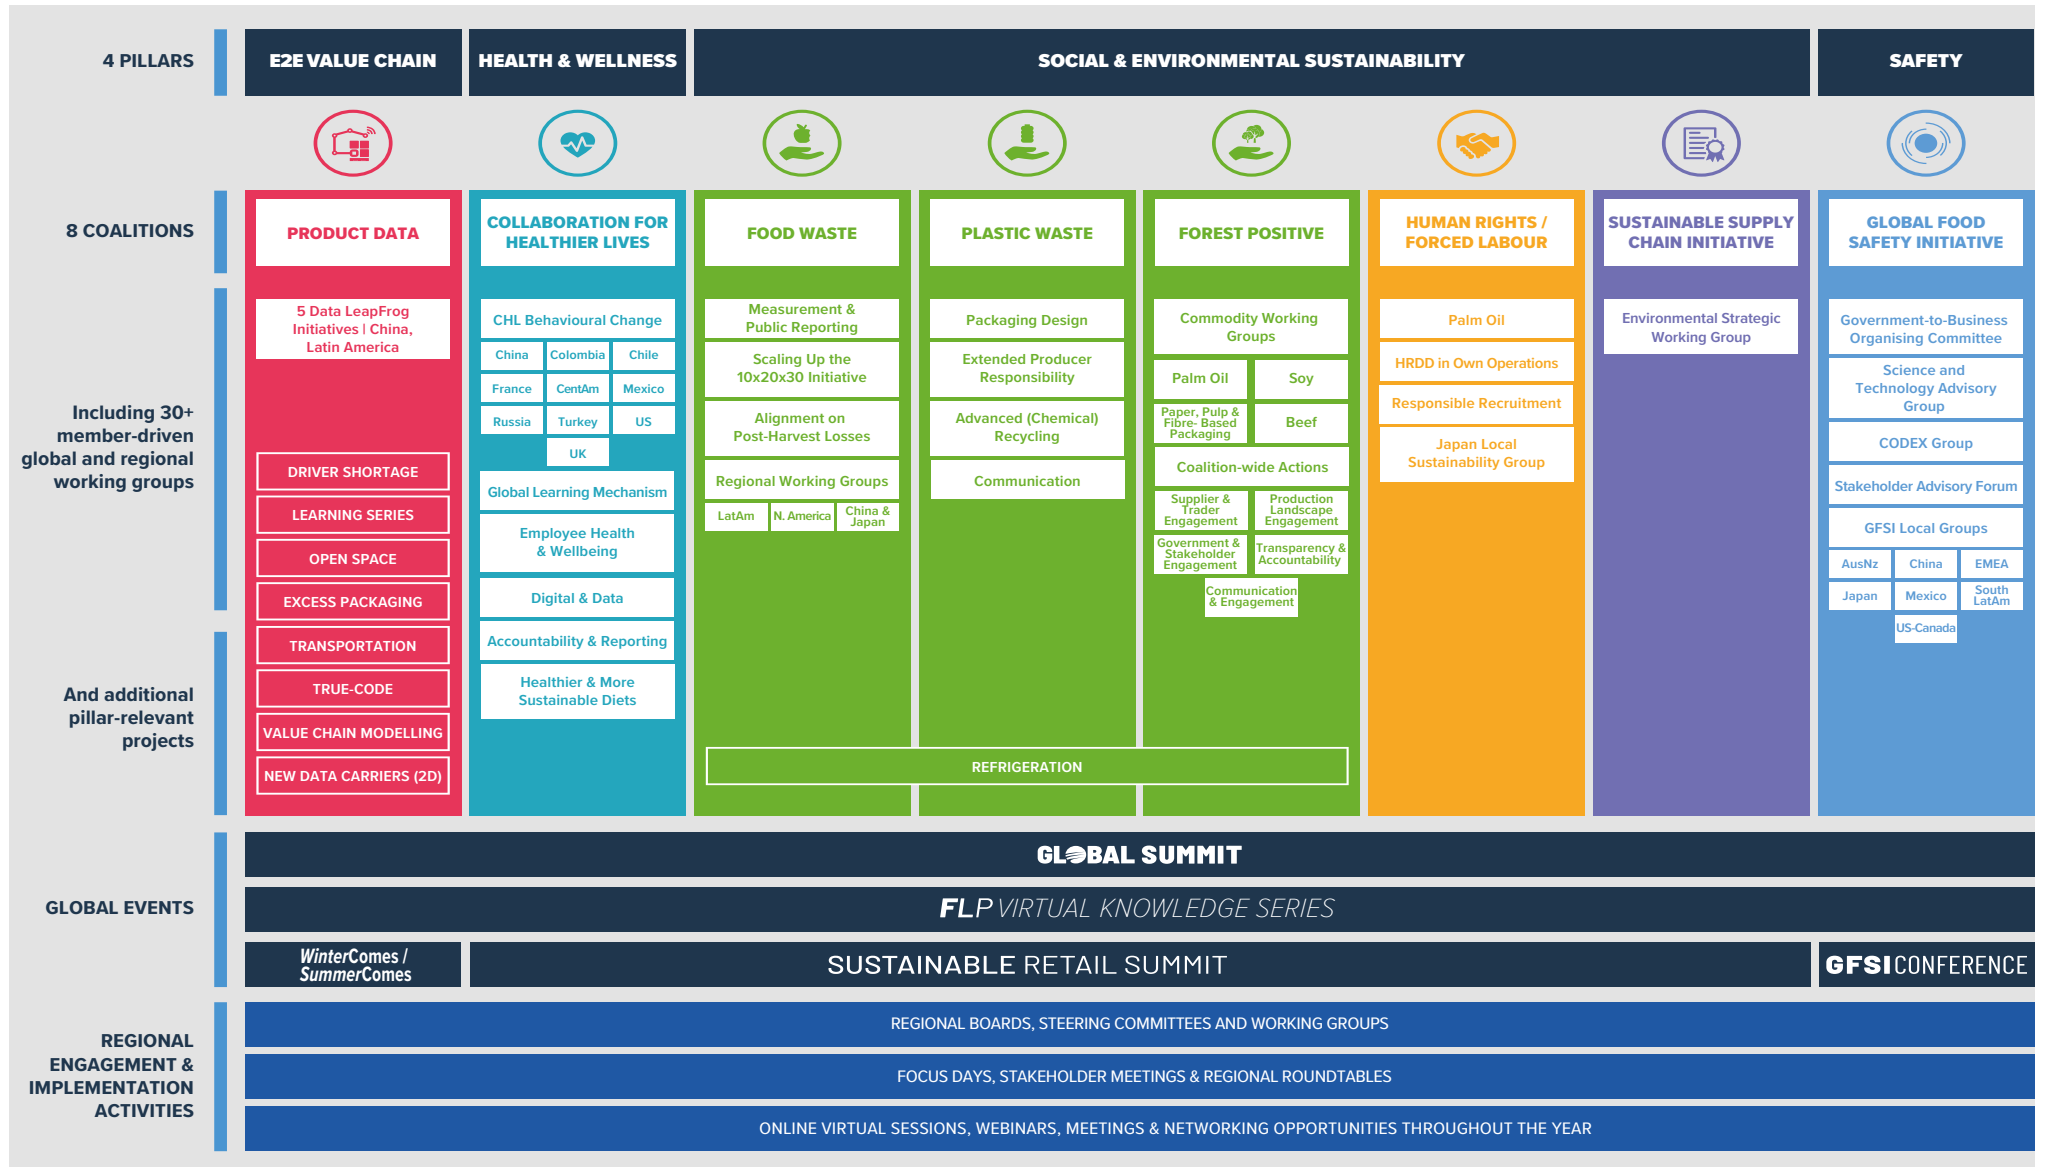 4 PILLARS
E2E VALUE CHAIN
HEALTH & WELLNESS
SOCIAL & ENVIRONMENTAL SUSTAINABILITY
SAFETY
8 COALITIONS
PRODUCT DATA
COLLABORATION FOR
HEALTHIER LIVES
FOOD WASTE
PLASTIC WASTE
FOREST POSITIVE
HUMAN RIGHTS /
FORCED LABOUR
SUSTAINABLE SUPPLY
CHAIN INITIATIVE
GLOBAL FOOD
SAFETY INITIATIVE
Including 30+
member-driven
global and regional
working groups
And additional
pillar-relevant
projects
5 Data LeapFrog
Initiatives | China,
Latin America
DRIVER SHORTAGE
LEARNING SERIES
OPEN SPACE
EXCESS PACKAGING
TRANSPORTATION
TRUE-CODE
VALUE CHAIN MODELLING
NEW DATA CARRIERS (2D)
CHL Behavioural Change
China
Colombia
Chile
France
CentAm
Mexico
Russia
Turkey
US
UK
Global Learning Mechanism
Employee Health
& Wellbeing
Digital & Data
Accountability & Reporting
Healthier & More
Sustainable Diets
Measurement &
Public Reporting
Scaling Up the
10x20x30 Initiative
Alignment on
Post-Harvest Losses
Regional Working Groups
LatAm
N. America
China &
Japan
Packaging Design
Extended Producer
Responsibility
Advanced (Chemical)
Recycling
Communication
Commodity Working
Groups
Palm Oil
Soy
Paper, Pulp &
Fibre- Based
Packaging
Beef
Coalition-wide Actions
Supplier &
Trader
Engagement
Production
Landscape
Engagement
Government &
Stakeholder
Engagement
Transparency &
Accountability
Communication
& Engagement
REFRIGERATION
Palm Oil
HRDD in Own Operations
Responsible Recruitment
Japan Local
Sustainability Group
Environmental Strategic
Working Group
Government-to-Business
Organising Committee
Science and
Technology Advisory
Group
CODEX Group
Stakeholder Advisory Forum
GFSI Local Groups
AusNz
China
EMEA
Japan
Mexico
South
LatAm
US-Canada
GLOBAL EVENTS
GLOBAL SUMMIT
FLP VIRTUAL KNOWLEDGE SERIES
WinterComes /
SummerComes
SUSTAINABLE RETAIL SUMMIT
GFSI CONFERENCE
REGIONAL
ENGAGEMENT &
IMPLEMENTATION
ACTIVITIES
REGIONAL BOARDS, STEERING COMMITTEES AND WORKING GROUPS
FOCUS DAYS, STAKEHOLDER MEETINGS & REGIONAL ROUNDTABLES
ONLINE VIRTUAL SESSIONS, WEBINARS, MEETINGS & NETWORKING OPPORTUNITIES THROUGHOUT THE YEAR